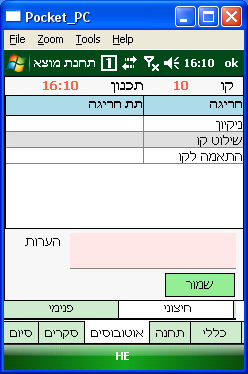 Pocket_PC
File Zoom Tools Help
תחנת מוצא 1 16:10 ok
קו 10 תכנון 16:10
חריגה תת חריגה
ניקיון
שילוט קו
התאמה לקו
הערות
שמור
חיצוני פנימי
כללי תחנה אוטובוסים סקרים סיום
HE